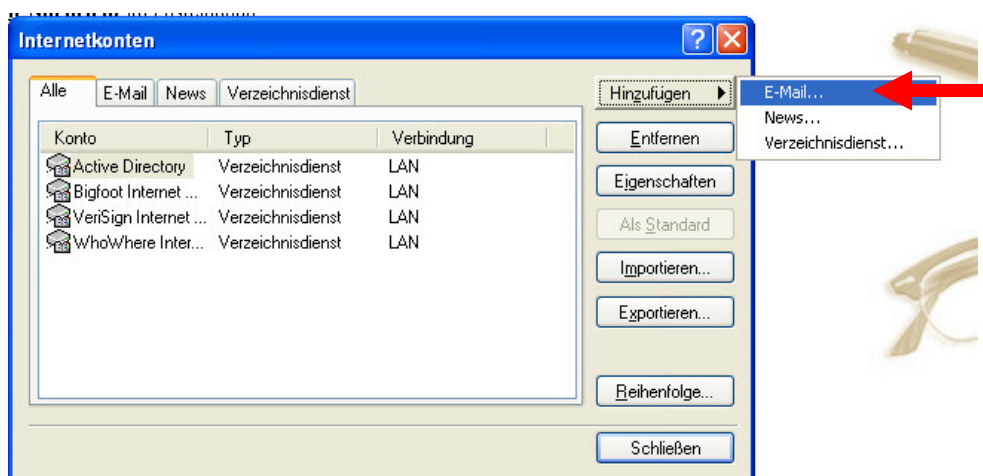 Internetkonten
Alle E-Mail News Verzeichnisdienst
Konto Typ Verbindung
Active Directory Verzeichnisdienst LAN
Bigfoot Internet ... Verzeichnisdienst LAN
VeriSign Internet ... Verzeichnisdienst LAN
WhoWhere Inter... Verzeichnisdienst LAN
Hinzufügen
Entfernen
Eigenschaften
Als Standard
Importieren...
Exportieren...
Reihenfolge...
Schließen
E-Mail...
News...
Verzeichnisdienst...